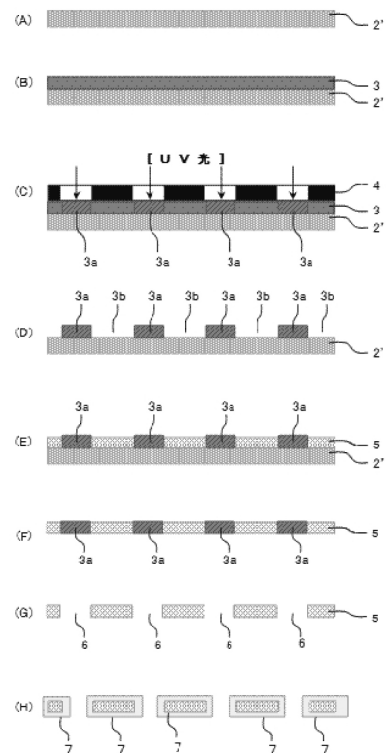 (A)
2'
(B)
3
2'
[ U V 光 ]
(C)
4
3
2'
3a 3a 3a 3a
3a 3b 3a 3b 3a 3b 3a 3b
(D)
2'
3a 3a 3a 3a
(E)
5
2'
(F)
5
3a 3a 3a 3a
(G)
5
6 6 6 6
(H)
7 7 7 7 7